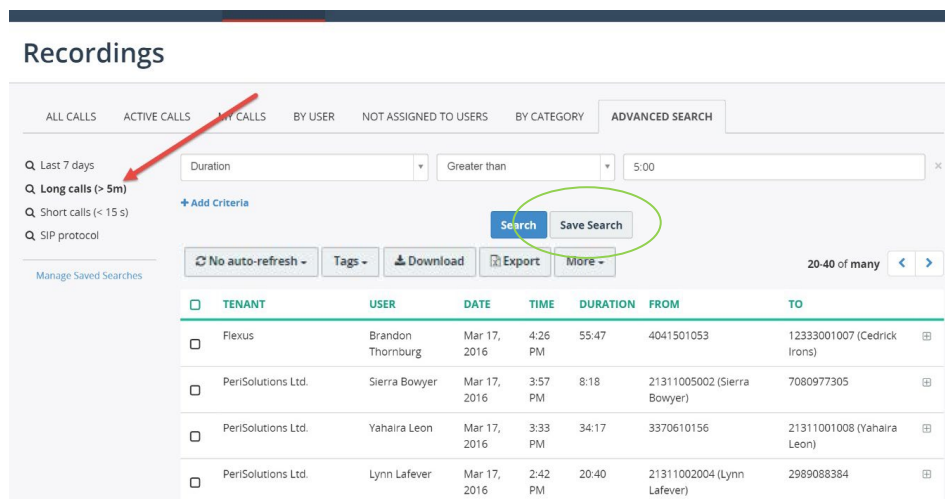 Recordings
ALL CALLS ACTIVE CALLS MY CALLS BY USER NOT ASSIGNED TO USERS BY CATEGORY ADVANCED SEARCH
Last 7 days
Long calls (> 5m)
Short calls (< 15 s)
SIP protocol
Manage Saved Searches
Duration Greater than 5:00 ×
+ Add Criteria
Search Save Search
No auto-refresh Tags Download Export More 20-40 of many < >
TENANT USER DATE TIME DURATION FROM TO
Flexus Brandon Mar 17, 4:26 55:47 4041501053 12333001007 (Cedrick
Thornburg 2016 PM Irons)
PeriSolutions Ltd. Sierra Bowyer Mar 17, 3:57 8:18 21311005002 (Sierra 7080977305
2016 PM Bowyer)
PeriSolutions Ltd. Yahaira Leon Mar 17, 3:33 34:17 3370610156 21311001008 (Yahaira
2016 PM Leon)
PeriSolutions Ltd. Lynn Lafever Mar 17, 2:42 20:40 21311002004 (Lynn 2989088384
2016 PM Lafever)